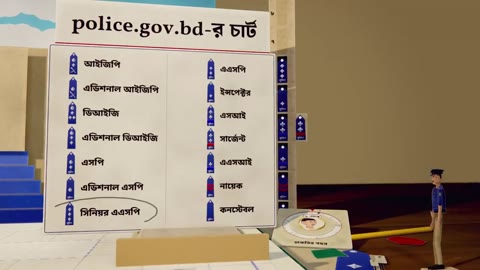 police.gov.bd-র চার্ট
আইজিপি
এডিশনাল আইজিপি
ডিআইজি
এডিশনাল ডিআইজি
এসপি
এডিশনাল এসপি
সিনিয়র এএসপি
এএসপি
ইন্সপেক্টর
এসআই
সার্জেন্ট
এএসআই
নায়েক
কনস্টেবল